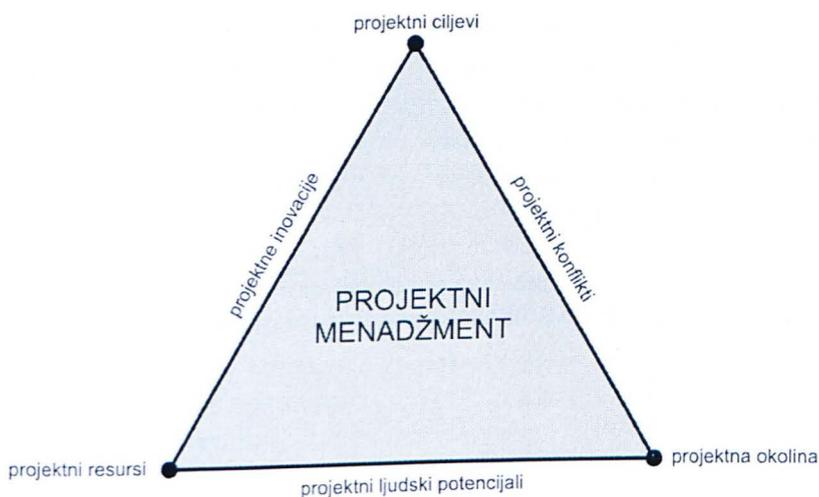 projektni ciljevi
projektne inovacije
projektni konflikti
PROJEKTNI
MENADŽMENT
projektni resursi
projektna okolina
projektni ljudski potencijali